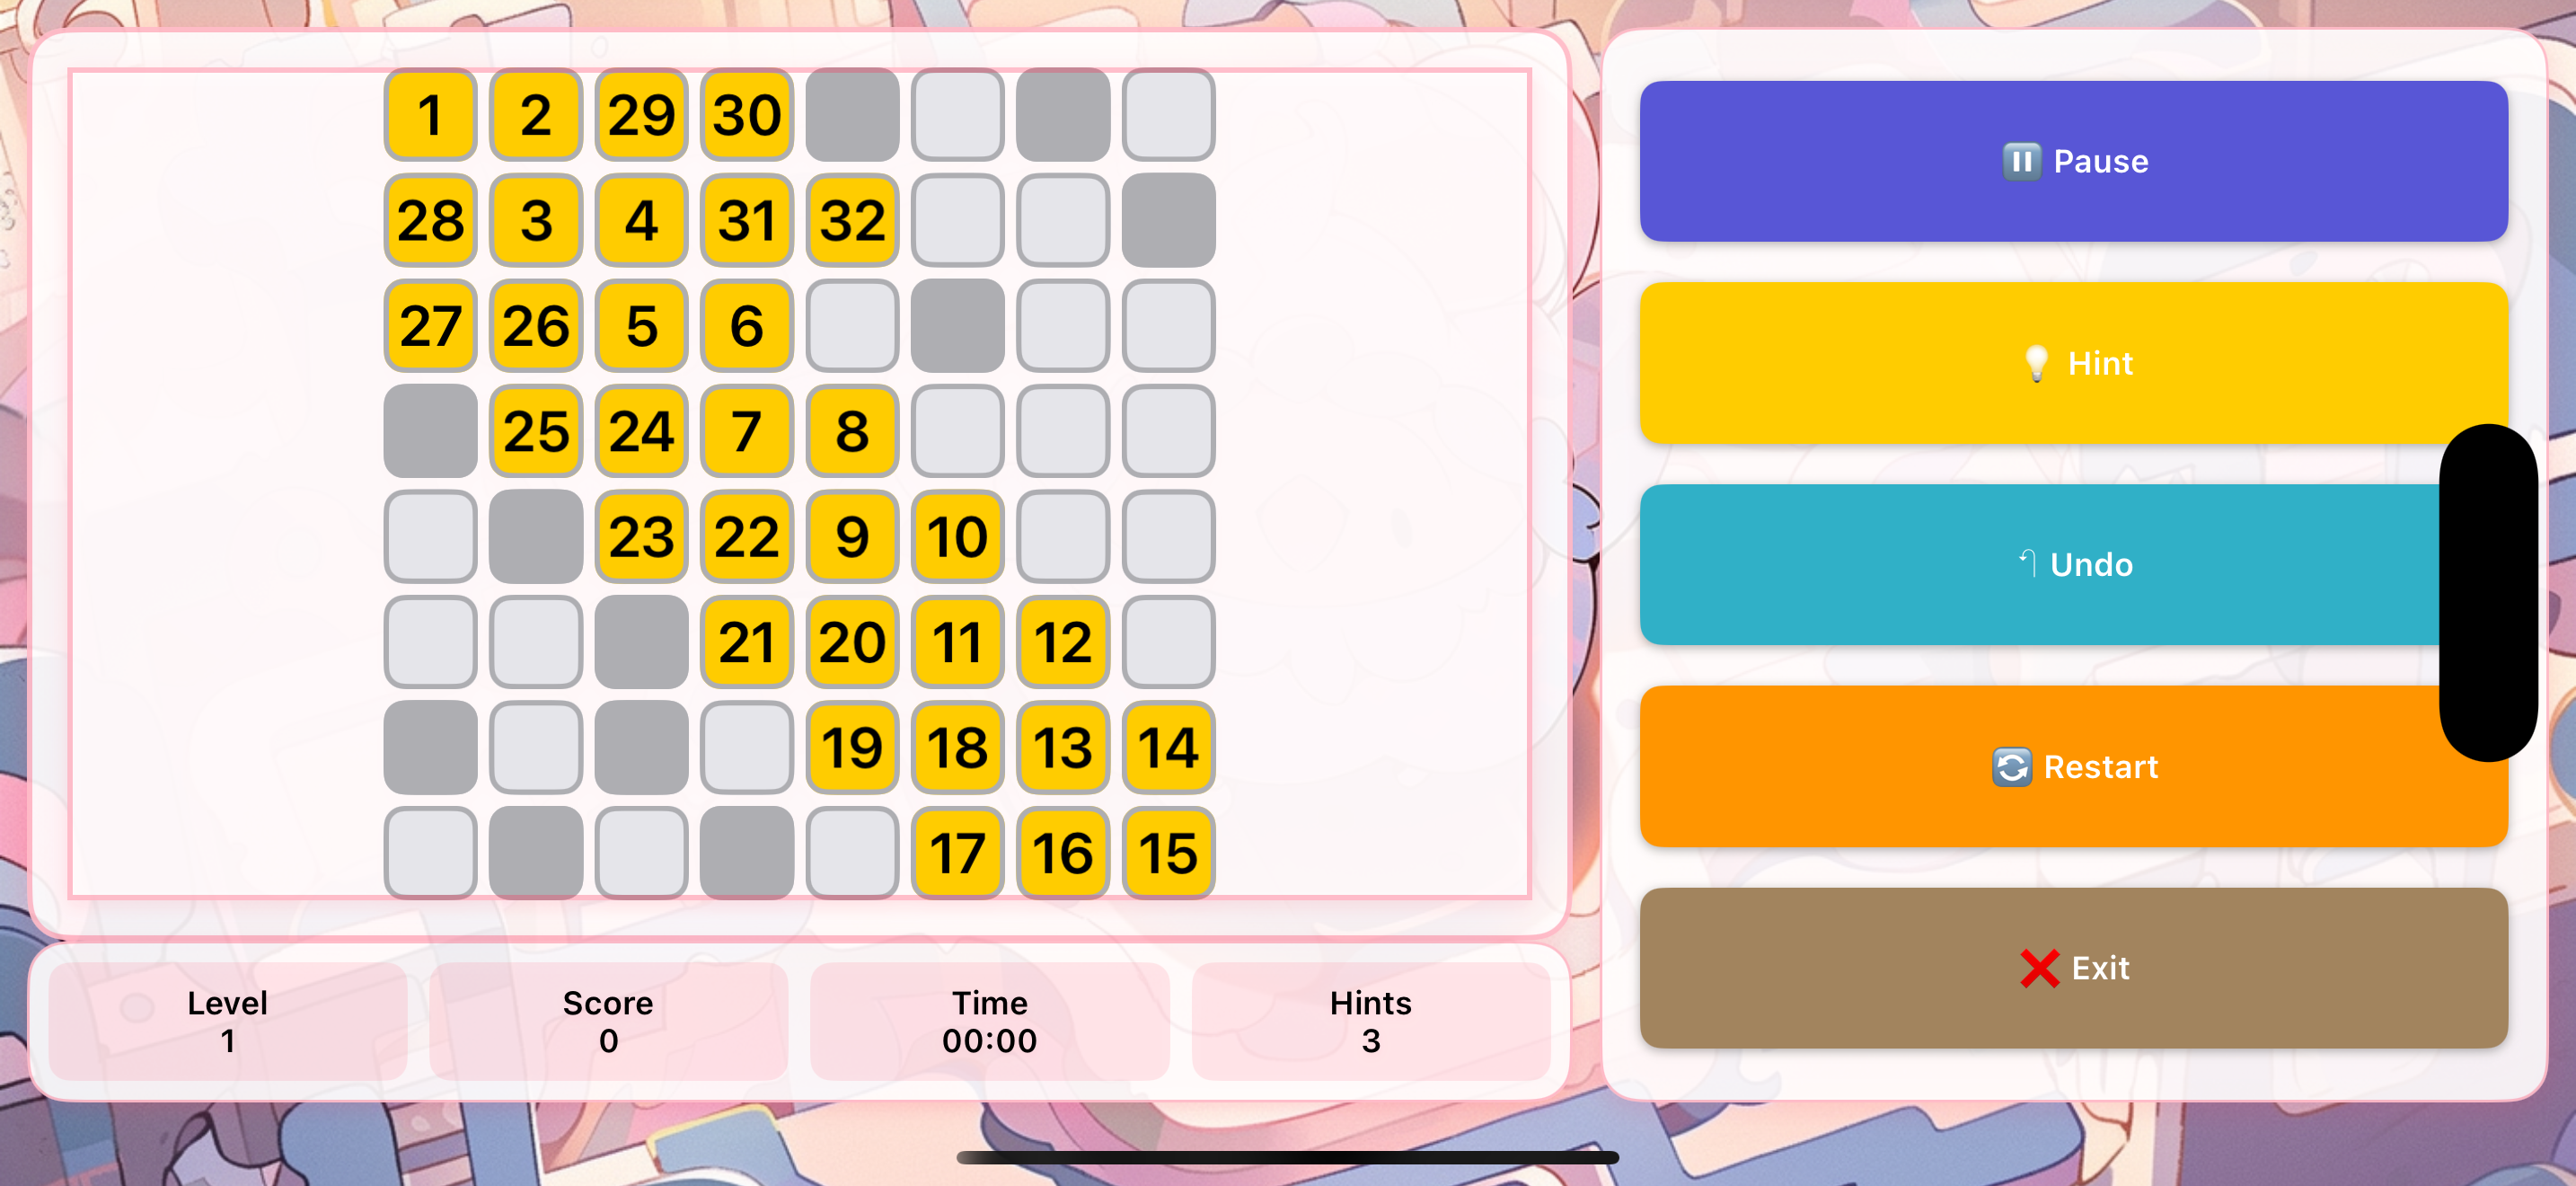 1 2 29 30
28 3 4 31 32
27 26 5 6
25 24 7 8
23 22 9 10
21 20 11 12
19 18 13 14
17 16 15
Level
1
Score
0
Time
00:00
Hints
3
Pause
Hint
Undo
Restart
Exit